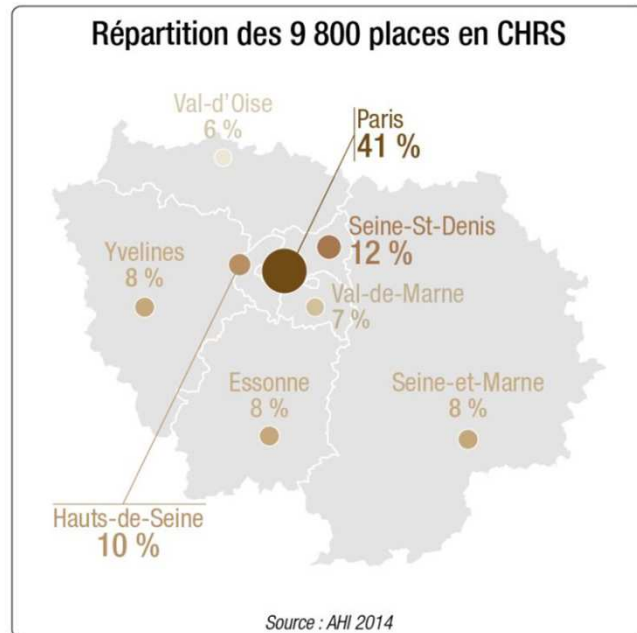 Répartition des 9 800 places en CHRS
Val-d'Oise
6 %
Paris
41 %
Seine-St-Denis
12 %
Yvelines
8 %
Val-de-Marne
7 %
Essonne
8 %
Seine-et-Marne
8 %
Hauts-de-Seine
10 %
Source : AHI 2014